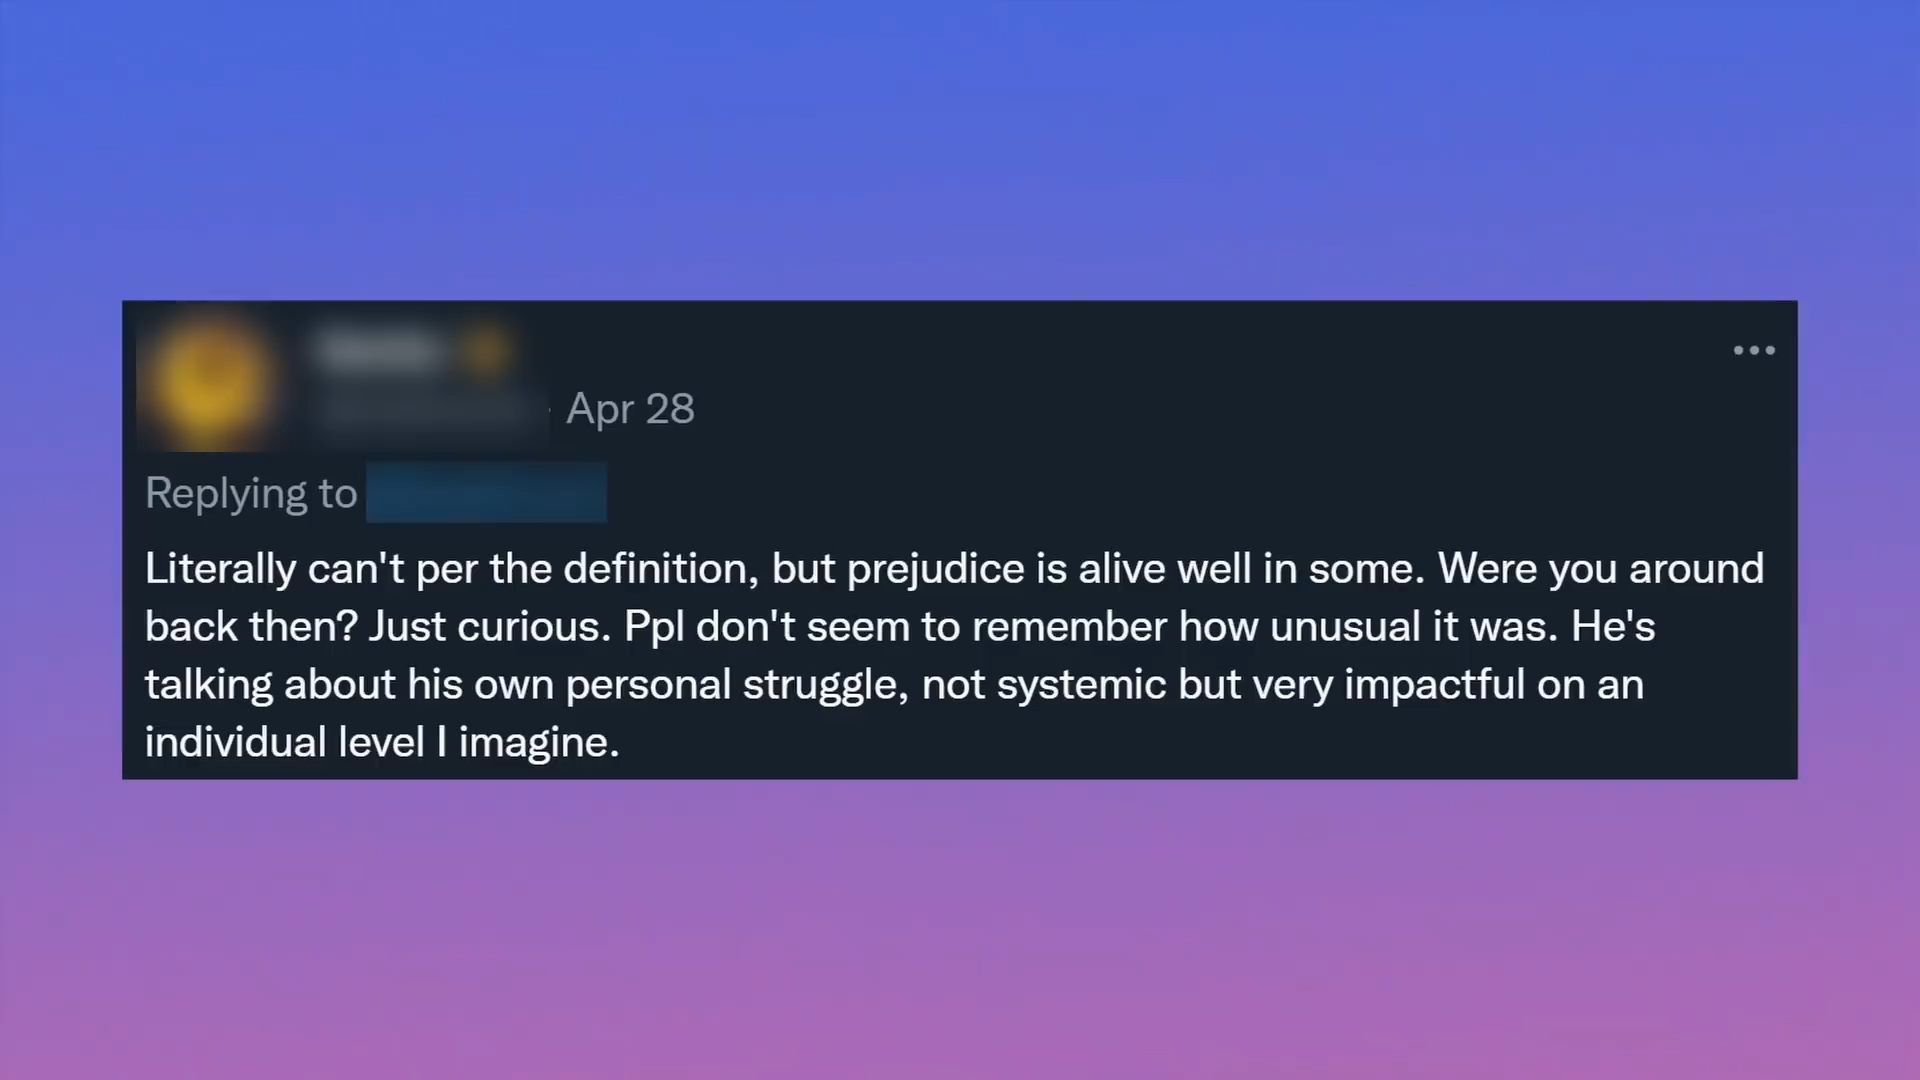 · Apr 28
Replying to
Literally can't per the definition, but prejudice is alive well in some. Were you around
back then? Just curious. Ppl don't seem to remember how unusual it was. He's
talking about his own personal struggle, not systemic but very impactful on an
individual level I imagine.